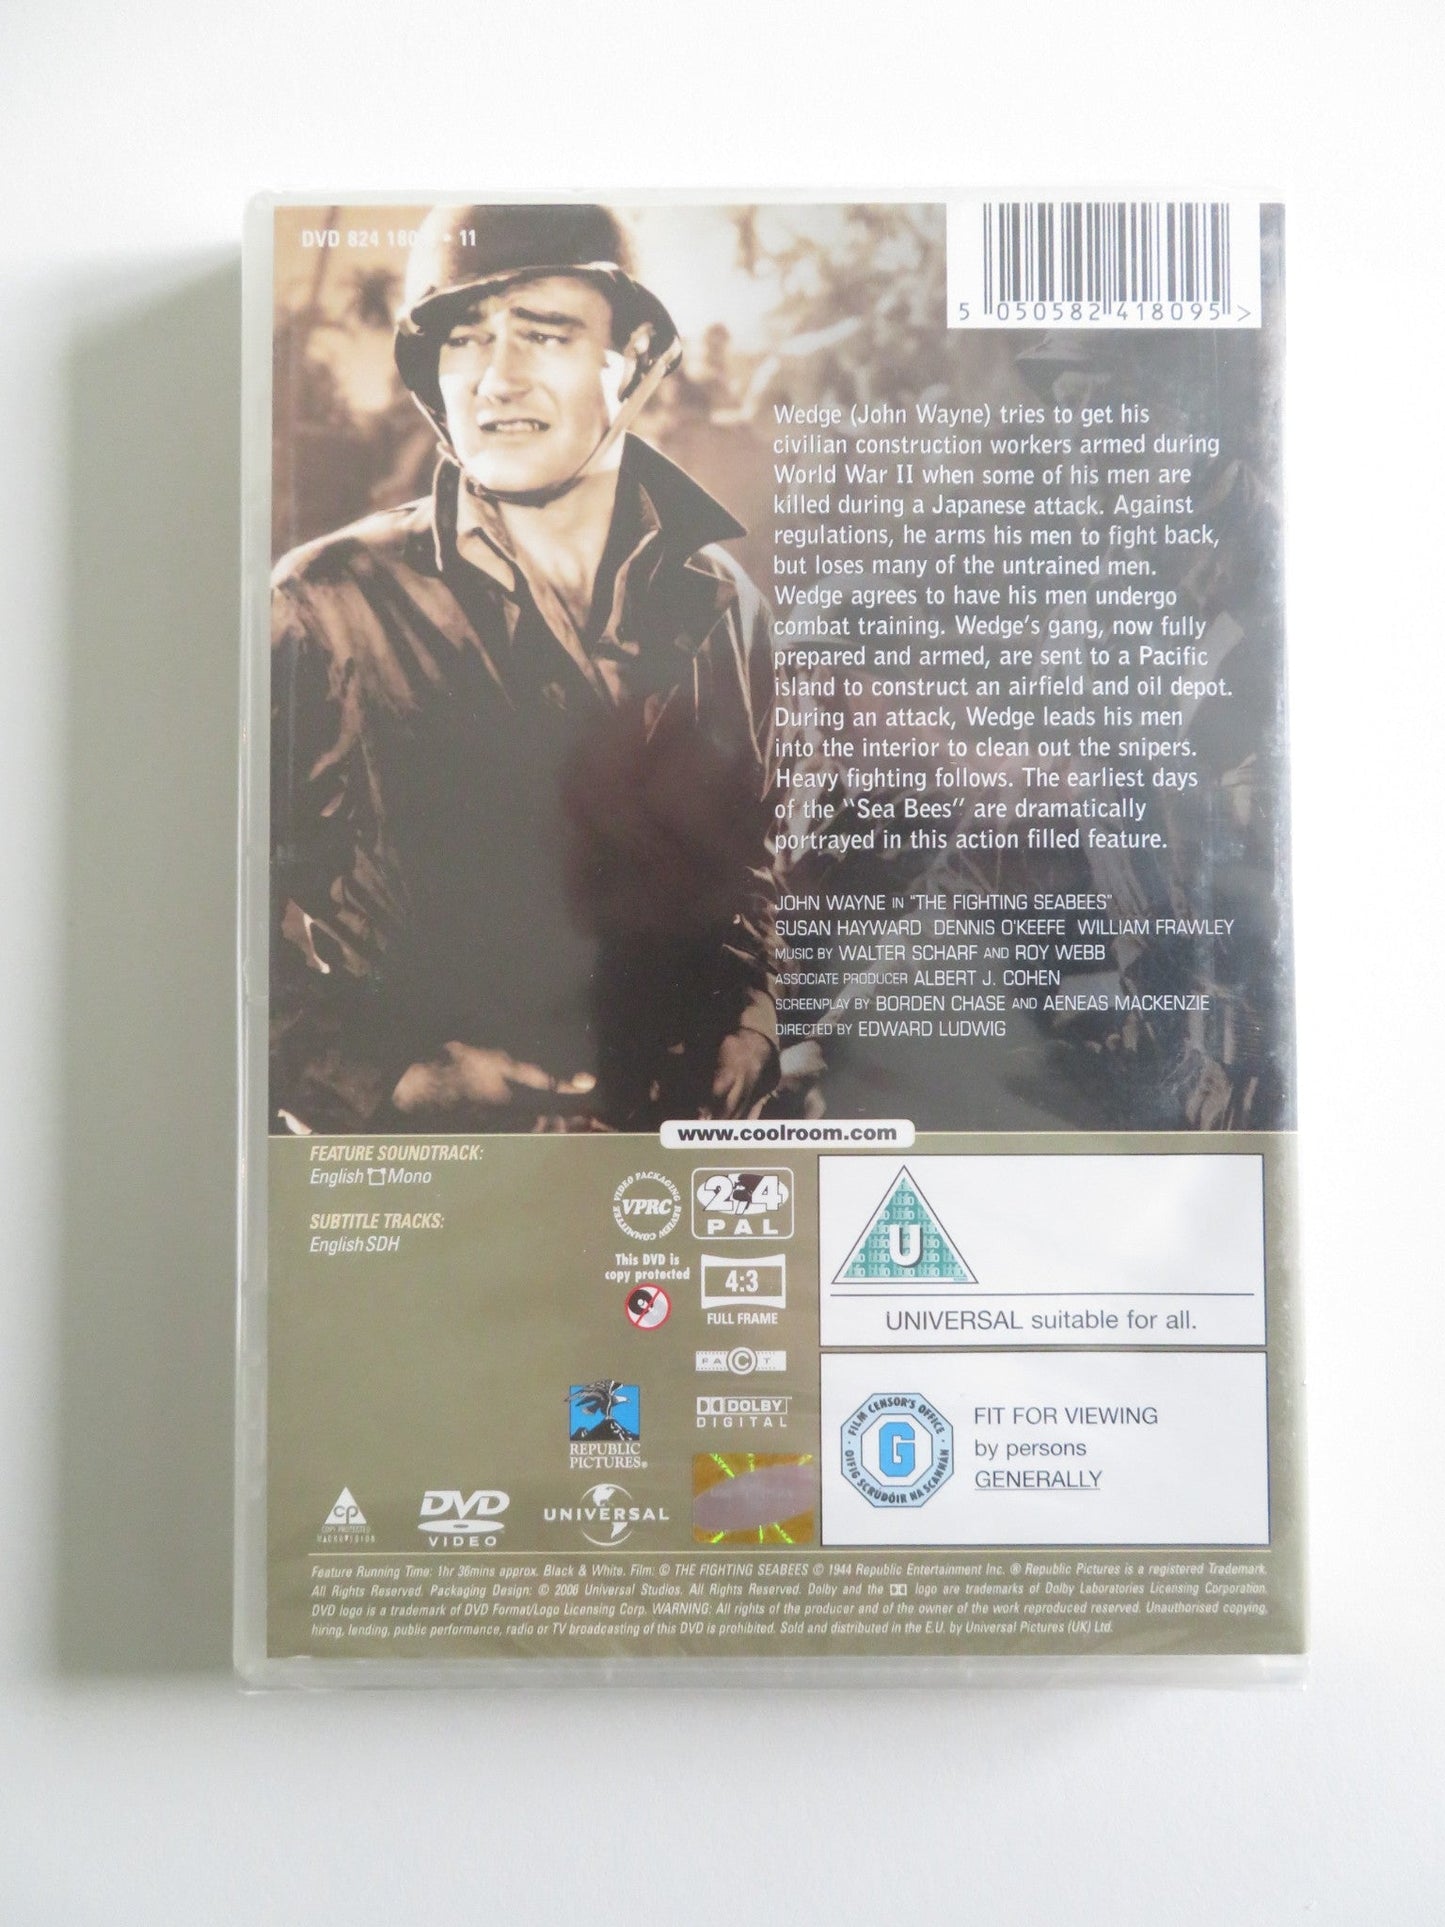 DVD 824 180 • 11
5 050582 418095 >
Wedge (John Wayne) tries to get his
civilian construction workers armed during
World War II when some of his men are
killed during a Japanese attack. Against
regulations, he arms his men to fight back,
but loses many of the untrained men.
Wedge agrees to have his men undergo
combat training. Wedge's gang, now fully
prepared and armed, are sent to a Pacific
island to construct an airfield and oil depot.
During an attack, Wedge leads his men
into the interior to clean out the snipers.
Heavy fighting follows. The earliest days
of the "Sea Bees" are dramatically
portrayed in this action filled feature.
JOHN WAYNE IN "THE FIGHTING SEABEES"
SUSAN HAYWARD DENNIS O'KEEFE WILLIAM FRAWLEY
MUSIC BY WALTER SCHARF AND ROY WEBB
ASSOCIATE PRODUCER ALBERT J. COHEN
SCREENPLAY BY BORDEN CHASE AND AENEAS MACKENZIE
DIRECTED BY EDWARD LUDWIG
www.coolroom.com
FEATURE SOUNDTRACK:
English Mono
SUBTITLE TRACKS:
English SDH
VIDEO PACKAGING REVIEW COMMITTEE
VPRC
2 4
PAL
This DVD is
copy protected
4:3
FULL FRAME
FACT
DOLBY
DIGITAL
REPUBLIC
PICTURES®
cp
COPY PROTECTED
MACROVISION
DVD
VIDEO
UNIVERSAL
U
UNIVERSAL suitable for all.
FILM CENSOR'S OFFICE
OIFIG SCRÚDÓIR NA SCANNÁN
G
FIT FOR VIEWING
by persons
GENERALLY
Feature Running Time: 1hr 36mins approx. Black & White. Film: © THE FIGHTING SEABEES © 1944 Republic Entertainment Inc. ® Republic Pictures is a registered Trademark.
All Rights Reserved. Packaging Design: © 2006 Universal Studios. All Rights Reserved. Dolby and the logo are trademarks of Dolby Laboratories Licensing Corporation.
DVD logo is a trademark of DVD Format/Logo Licensing Corp. WARNING: All rights of the producer and of the owner of the work reproduced reserved. Unauthorised copying,
hiring, lending, public performance, radio or TV broadcasting of this DVD is prohibited. Sold and distributed in the E.U. by Universal Pictures (UK) Ltd.